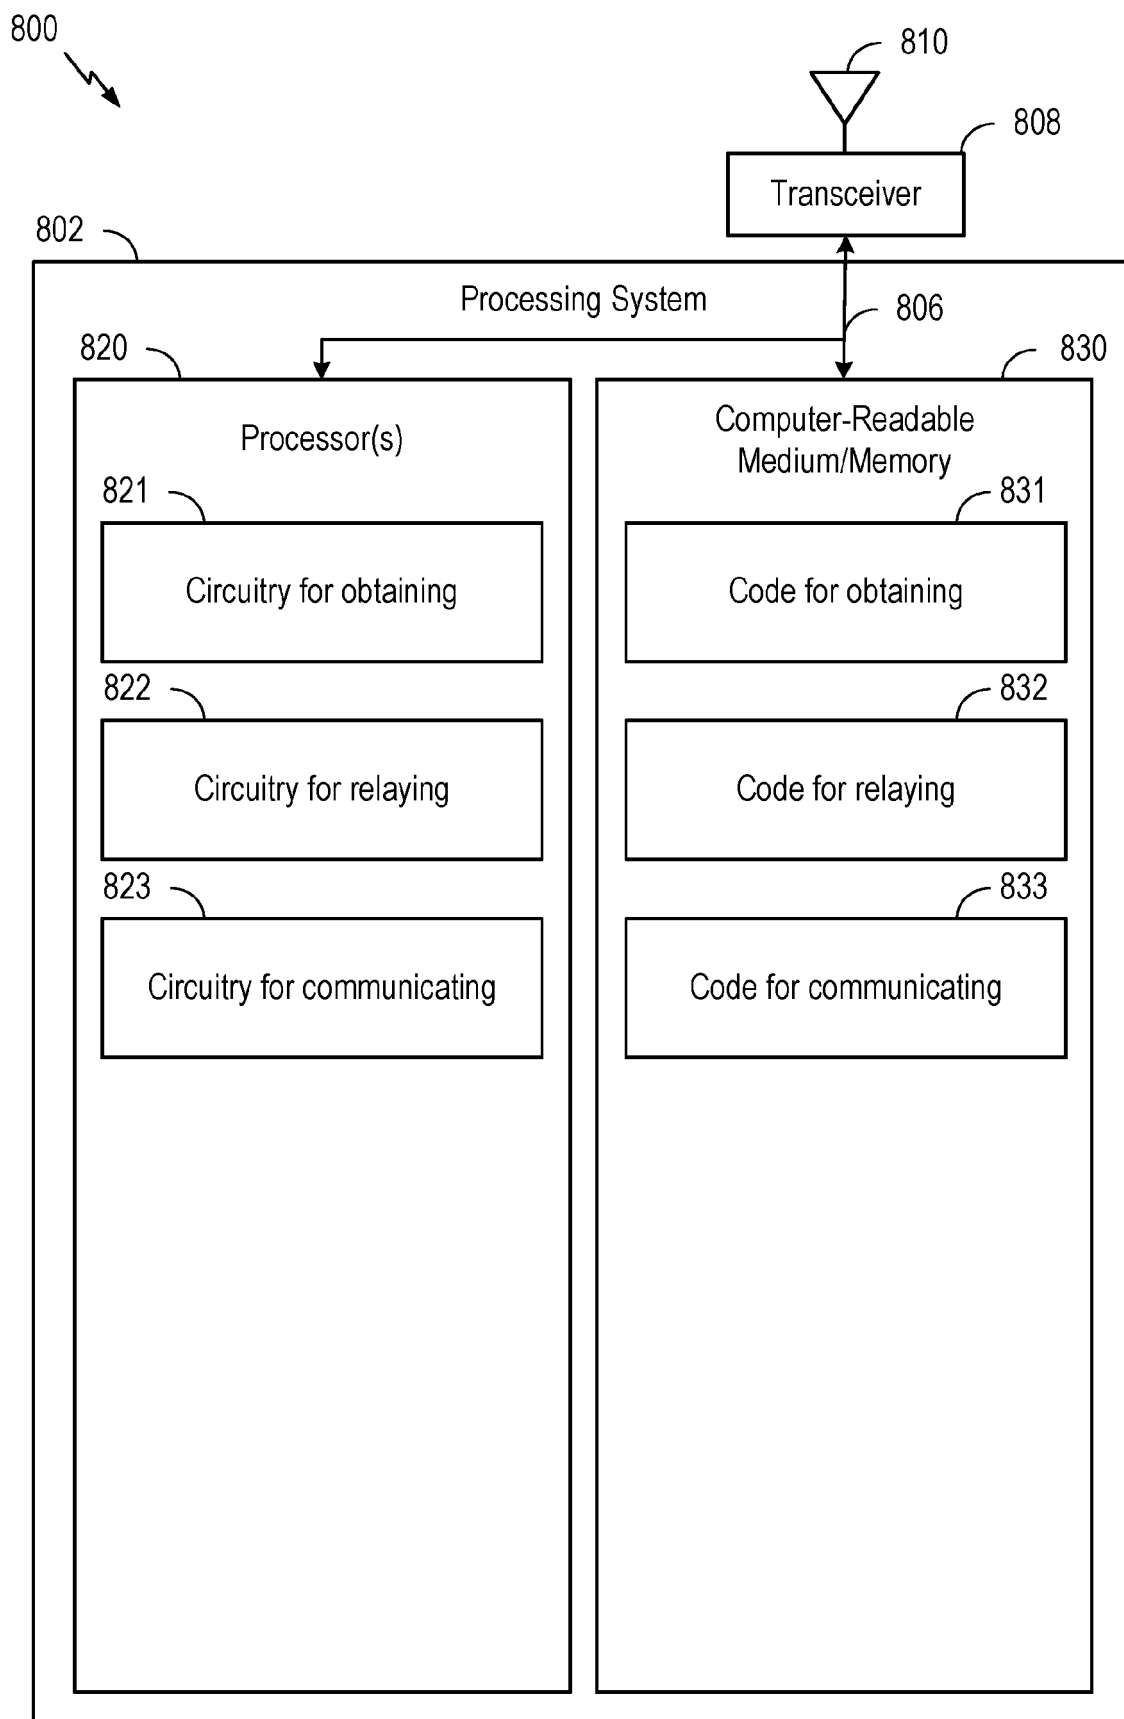 800
810
808
Transceiver
802
Processing System
806
820
830
Processor(s)
Computer-Readable
Medium/Memory
821
831
Circuitry for obtaining
Code for obtaining
822
832
Circuitry for relaying
Code for relaying
823
833
Circuitry for communicating
Code for communicating